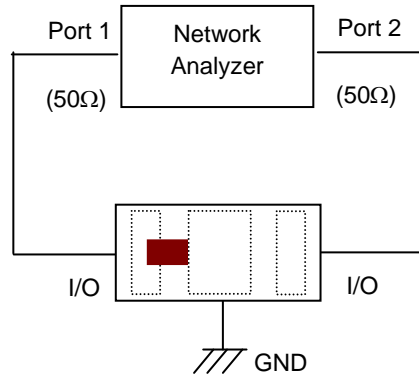 Port 1
Network
Analyzer
Port 2
(50Ω)
(50Ω)
I/O
I/O
GND